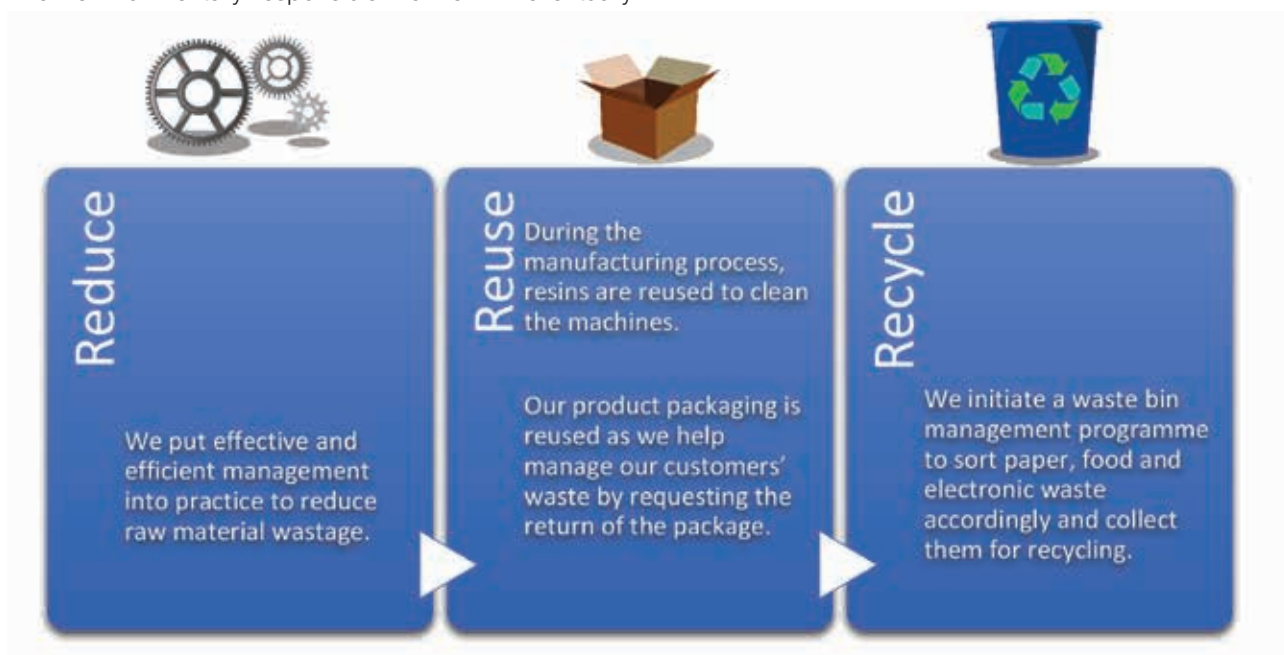 Reduce
We put effective and
efficient management
into practice to reduce
raw material wastage.
Reuse
During the
manufacturing process,
resins are reused to clean
the machines.
Our product packaging is
reused as we help
manage our customers'
waste by requesting the
return of the package.
Recycle
We initiate a waste bin
management programme
to sort paper, food and
electronic waste
accordingly and collect
them for recycling.